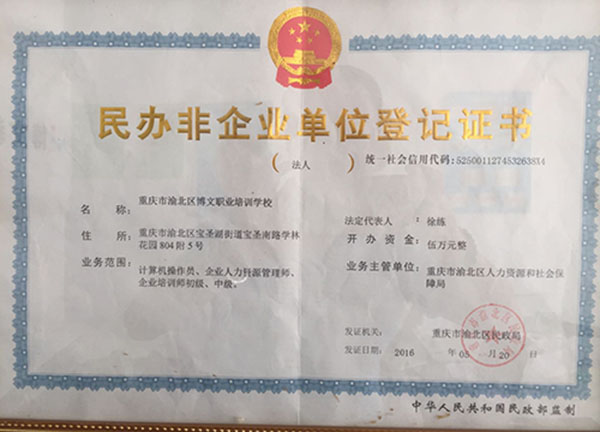 民办非企业单位登记证书
( 法人 ) 统一社会信用代码:52500112745326383X4
名 称: 重庆市渝北区博文职业培训学校
住 所: 重庆市渝北区宝圣湖街道宝圣南路学林
花园804附5号
业务范围: 计算机操作类、企业人力资源管理师、
企业培训师初级、中级。
法定代表人: 徐练
开 办 资 金: 伍万元整
业务主管单位: 重庆市渝北区人力资源和社会保
障局
发证机关: 重庆市渝北区民政局
发证日期: 2016 年 05 月 20 日
中华人民共和国民政部监制